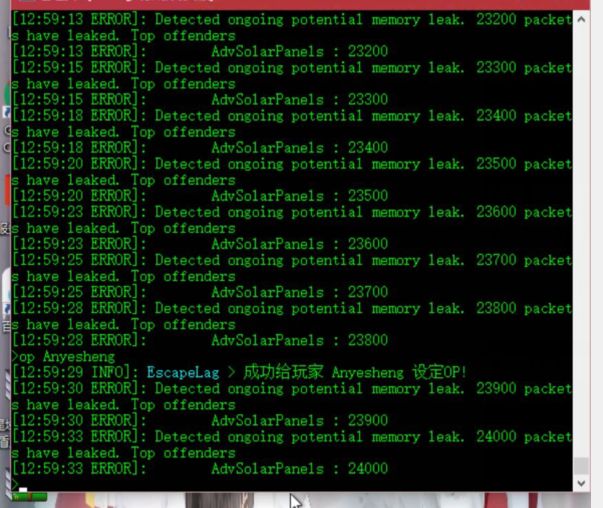 [12:59:13 ERROR]: Detected ongoing potential memory leak. 23200 packet
s have leaked. Top offenders
[12:59:13 ERROR]: AdvSolarPanels : 23200
[12:59:15 ERROR]: Detected ongoing potential memory leak. 23300 packet
s have leaked. Top offenders
[12:59:15 ERROR]: AdvSolarPanels : 23300
[12:59:18 ERROR]: Detected ongoing potential memory leak. 23400 packet
s have leaked. Top offenders
[12:59:18 ERROR]: AdvSolarPanels : 23400
[12:59:20 ERROR]: Detected ongoing potential memory leak. 23500 packet
s have leaked. Top offenders
[12:59:20 ERROR]: AdvSolarPanels : 23500
[12:59:23 ERROR]: Detected ongoing potential memory leak. 23600 packet
s have leaked. Top offenders
[12:59:23 ERROR]: AdvSolarPanels : 23600
[12:59:25 ERROR]: Detected ongoing potential memory leak. 23700 packet
s have leaked. Top offenders
[12:59:25 ERROR]: AdvSolarPanels : 23700
[12:59:28 ERROR]: Detected ongoing potential memory leak. 23800 packet
s have leaked. Top offenders
[12:59:28 ERROR]: AdvSolarPanels : 23800
>op Anyesheng
[12:59:29 INFO]: EscapeLag > 成功给玩家 Anyesheng 设定OP!
[12:59:30 ERROR]: Detected ongoing potential memory leak. 23900 packet
s have leaked. Top offenders
[12:59:30 ERROR]: AdvSolarPanels : 23900
[12:59:33 ERROR]: Detected ongoing potential memory leak. 24000 packet
s have leaked. Top offenders
[12:59:33 ERROR]: AdvSolarPanels : 24000
>